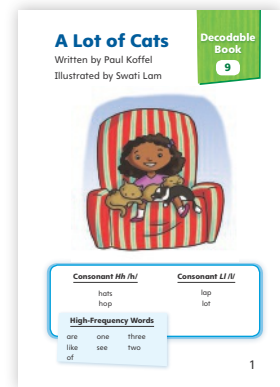 A Lot of Cats
Written by Paul Koffel
Illustrated by Swati Lam
Decodable
Book
9
Consonant Hh /h/
hats
hop
Consonant Ll /l/
lap
lot
High-Frequency Words
are one three
like see two
of
1